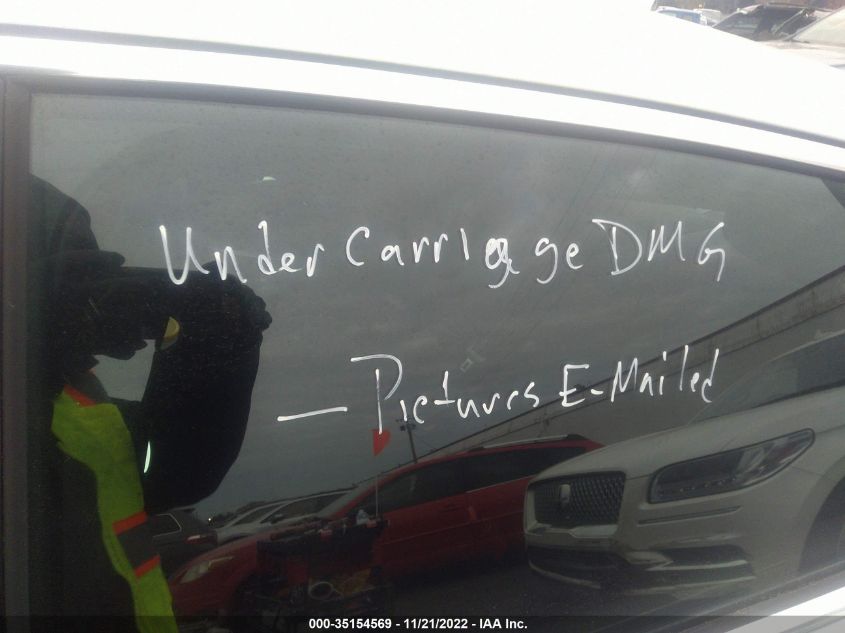 Under Carriage DMG
— Pictures E-Mailed
000-35154569 - 11/21/2022 - IAA Inc.